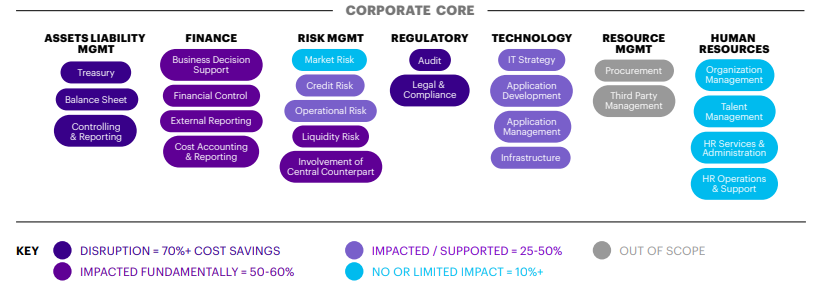 CORPORATE CORE
ASSETS LIABILITY
MGMT
Treasury
Balance Sheet
Controlling
& Reporting
FINANCE
Business Decision
Support
Financial Control
External Reporting
Cost Accounting
& Reporting
RISK MGMT
Market Risk
Credit Risk
Operational Risk
Liquidity Risk
Involvement of
Central Counterpart
REGULATORY
Audit
Legal &
Compliance
TECHNOLOGY
IT Strategy
Application
Development
Application
Management
Infrastructure
RESOURCE
MGMT
Procurement
Third Party
Management
HUMAN
RESOURCES
Organization
Management
Talent
Management
HR Services &
Administration
HR Operations
& Support
KEY
DISRUPTION = 70%+ COST SAVINGS
IMPACTED FUNDAMENTALLY = 50-60%
IMPACTED / SUPPORTED = 25-50%
NO OR LIMITED IMPACT = 10%+
OUT OF SCOPE